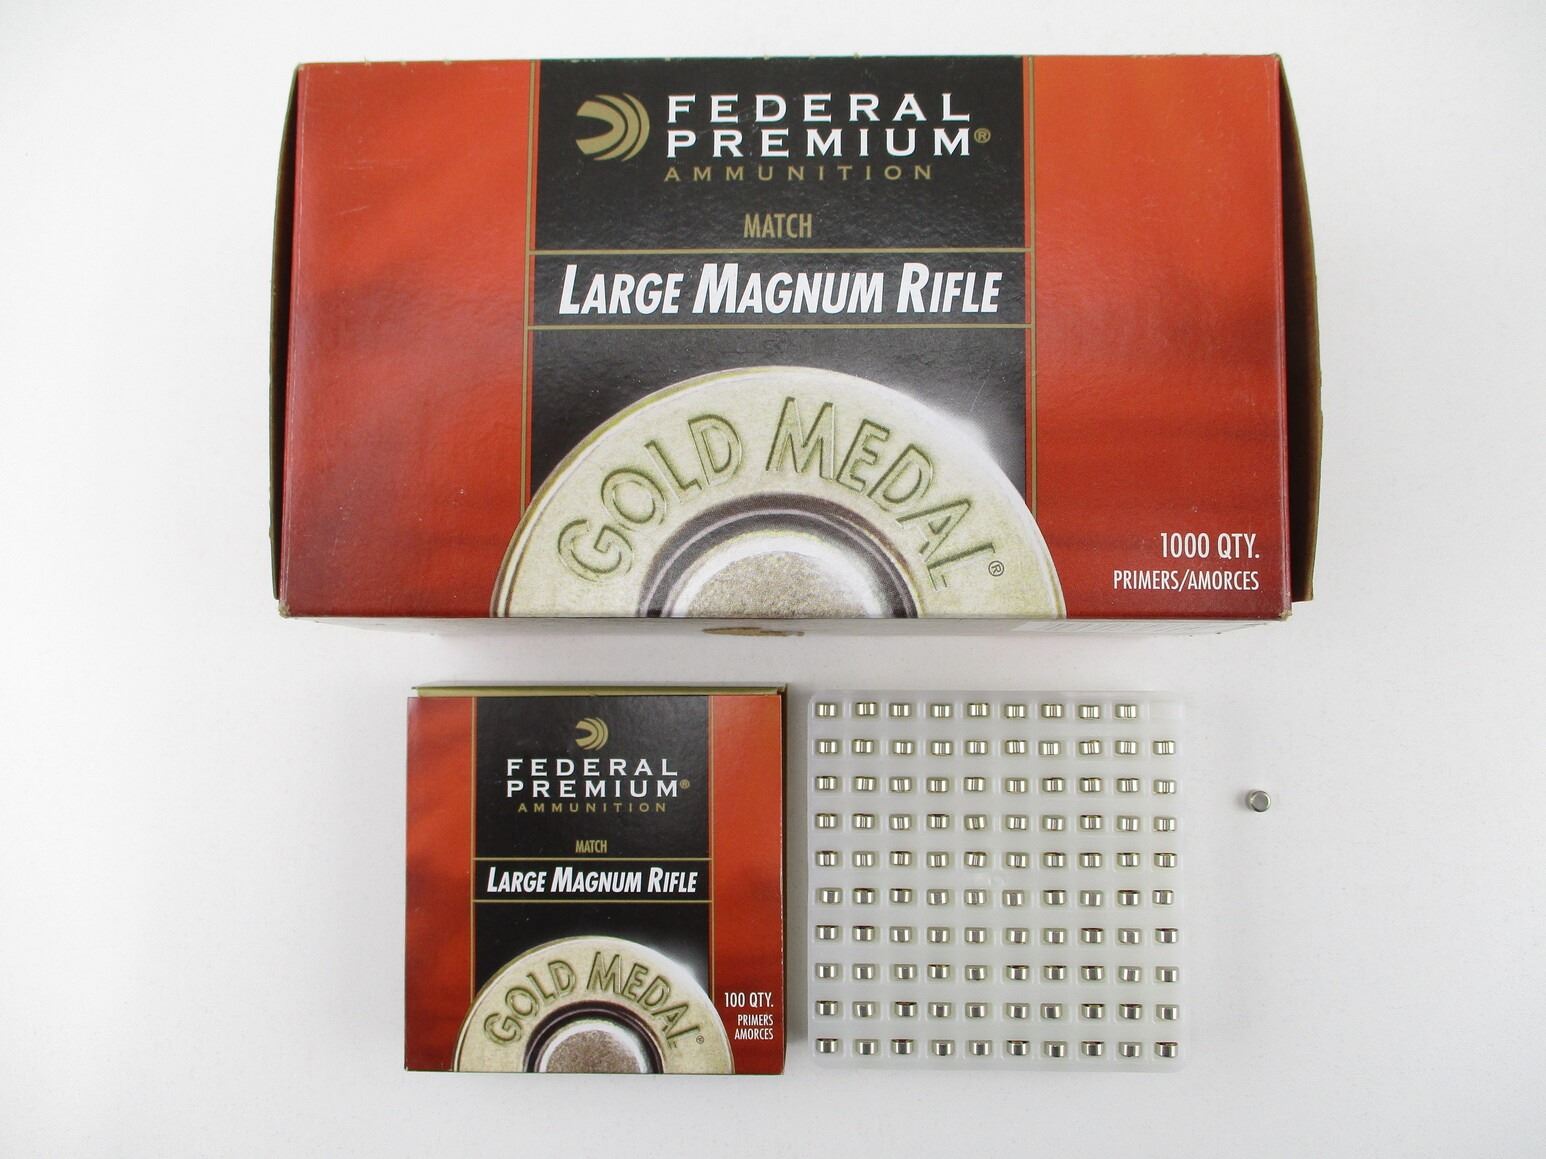 FEDERAL
PREMIUM®
AMMUNITION
MATCH
LARGE MAGNUM RIFLE
GOLD MEDAL®
1000 QTY.
PRIMERS/AMORCES
FEDERAL
PREMIUM®
AMMUNITION
MATCH
LARGE MAGNUM RIFLE
GOLD MEDAL®
100 QTY.
PRIMERS
AMORCES